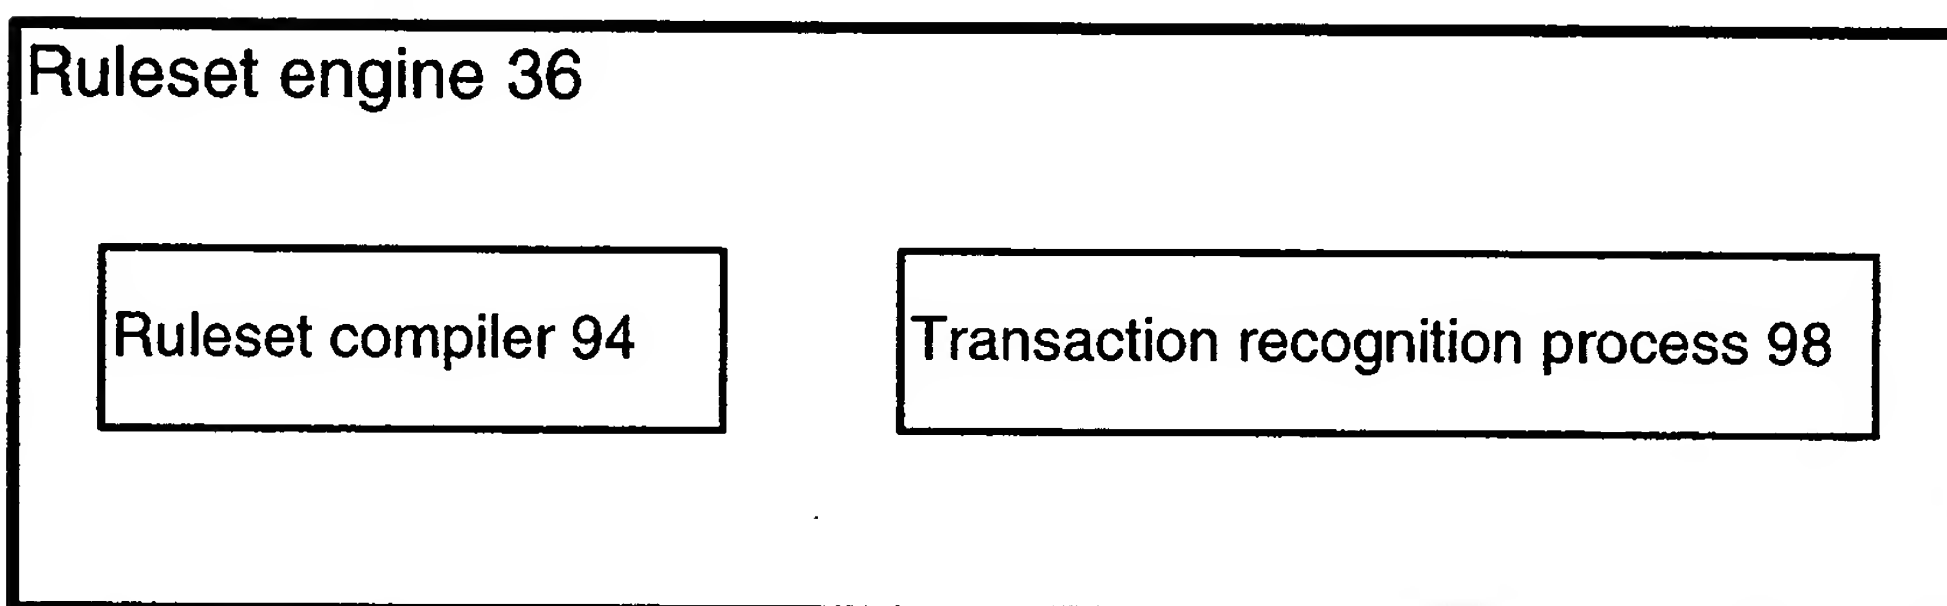 Ruleset engine 36
Ruleset compiler 94
Transaction recognition process 98